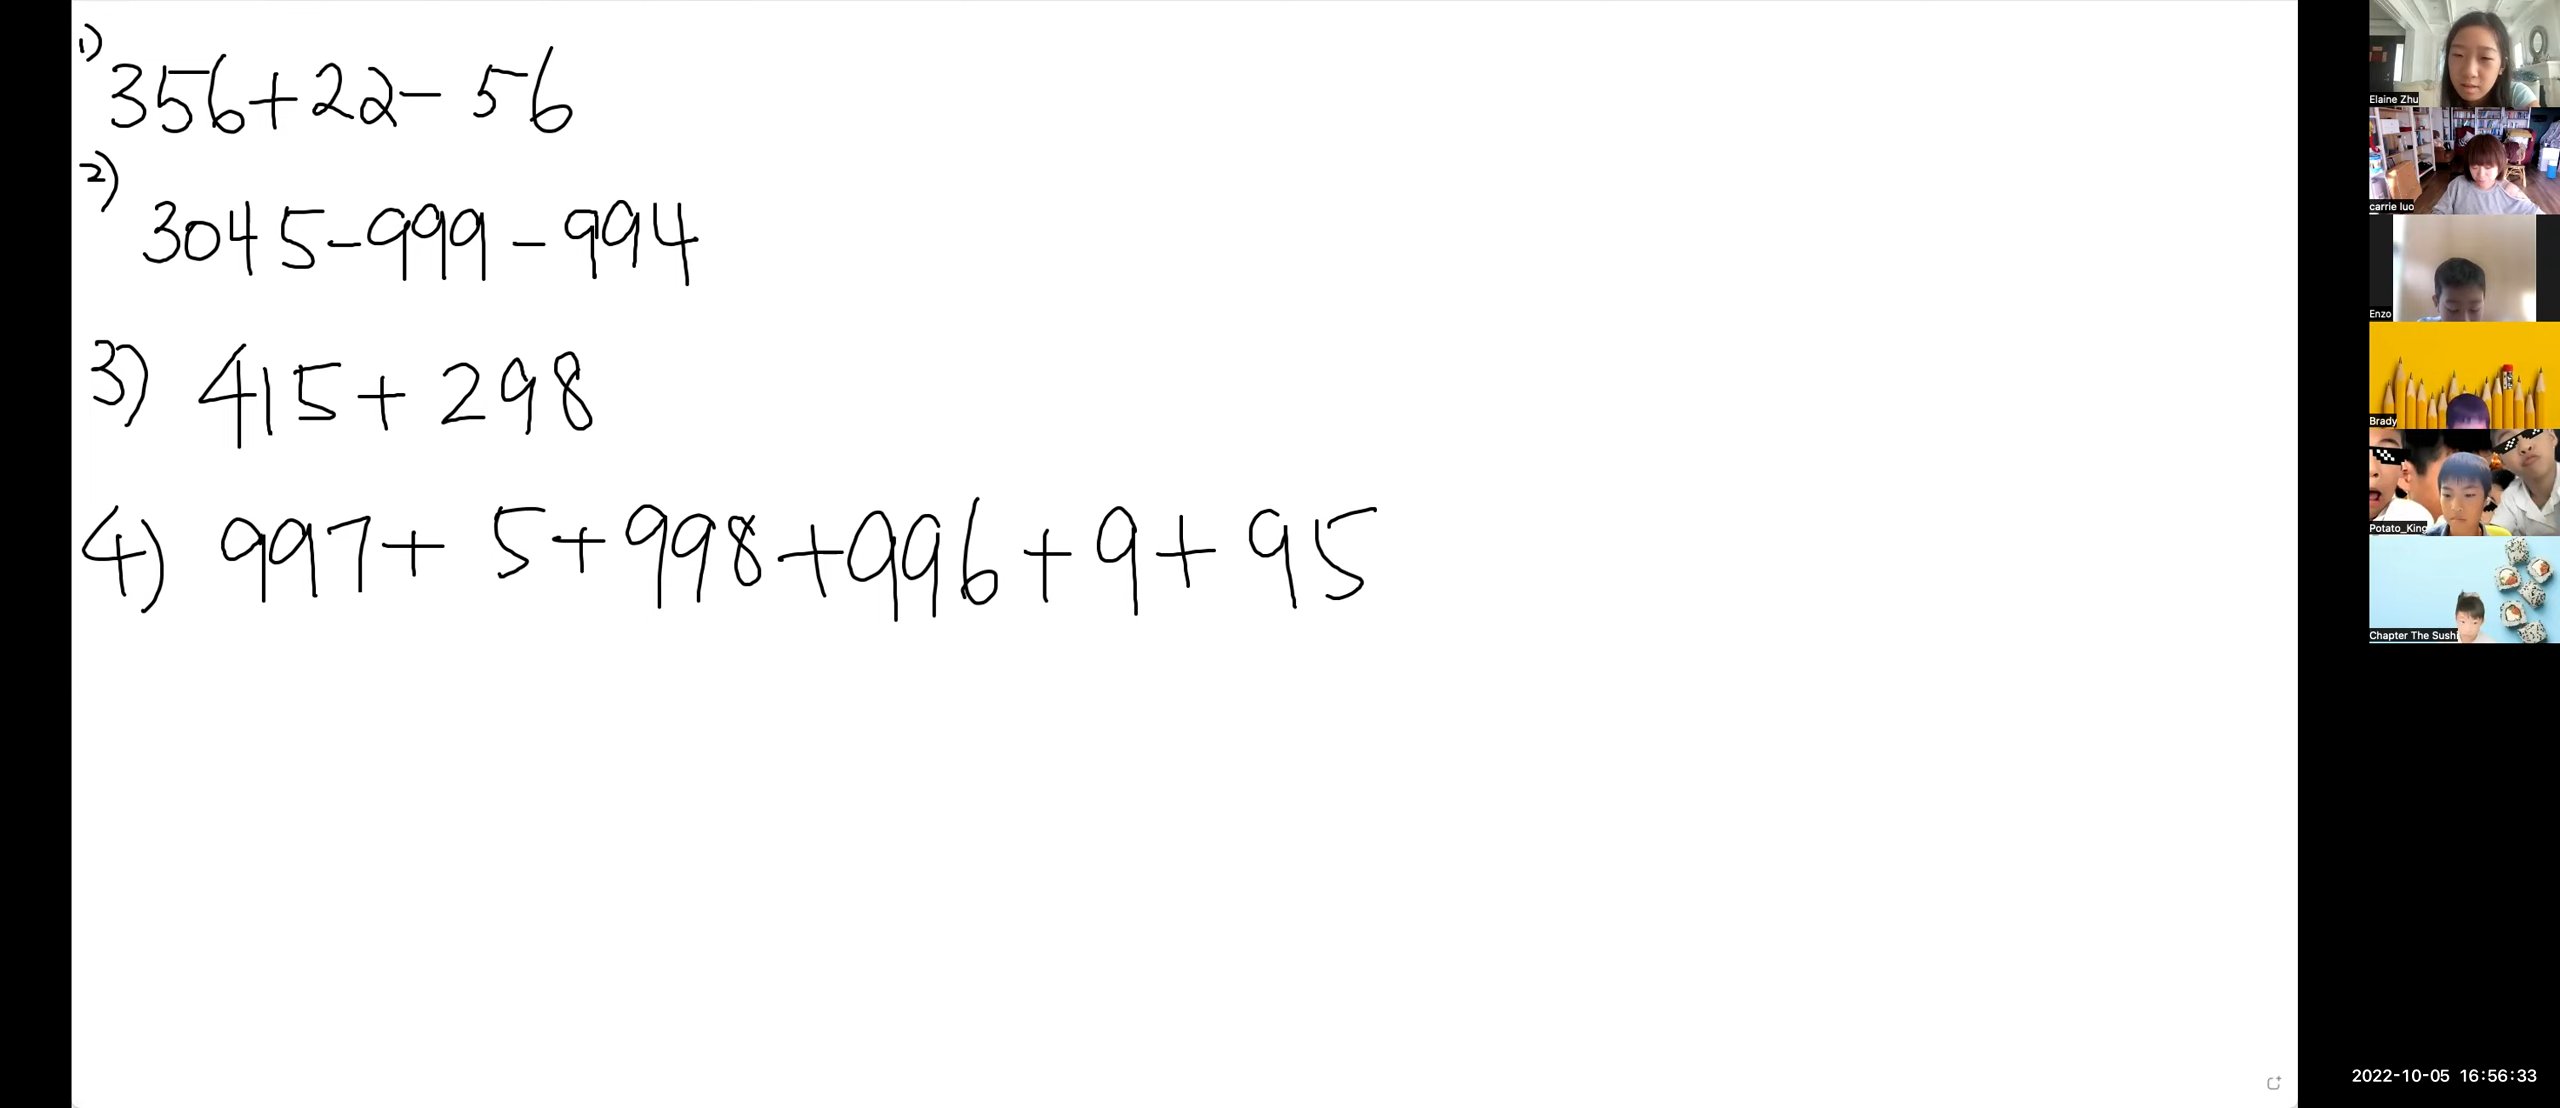 1)
356+22- 56
2)
3045-999-994
3) 415+ 298
4) 997+ 5+998+996+9+95
Elaine Zhu
carrie luo
Enzo
Brady
Potato_King
Chapter The Sushi
2022-10-05 16:56:33